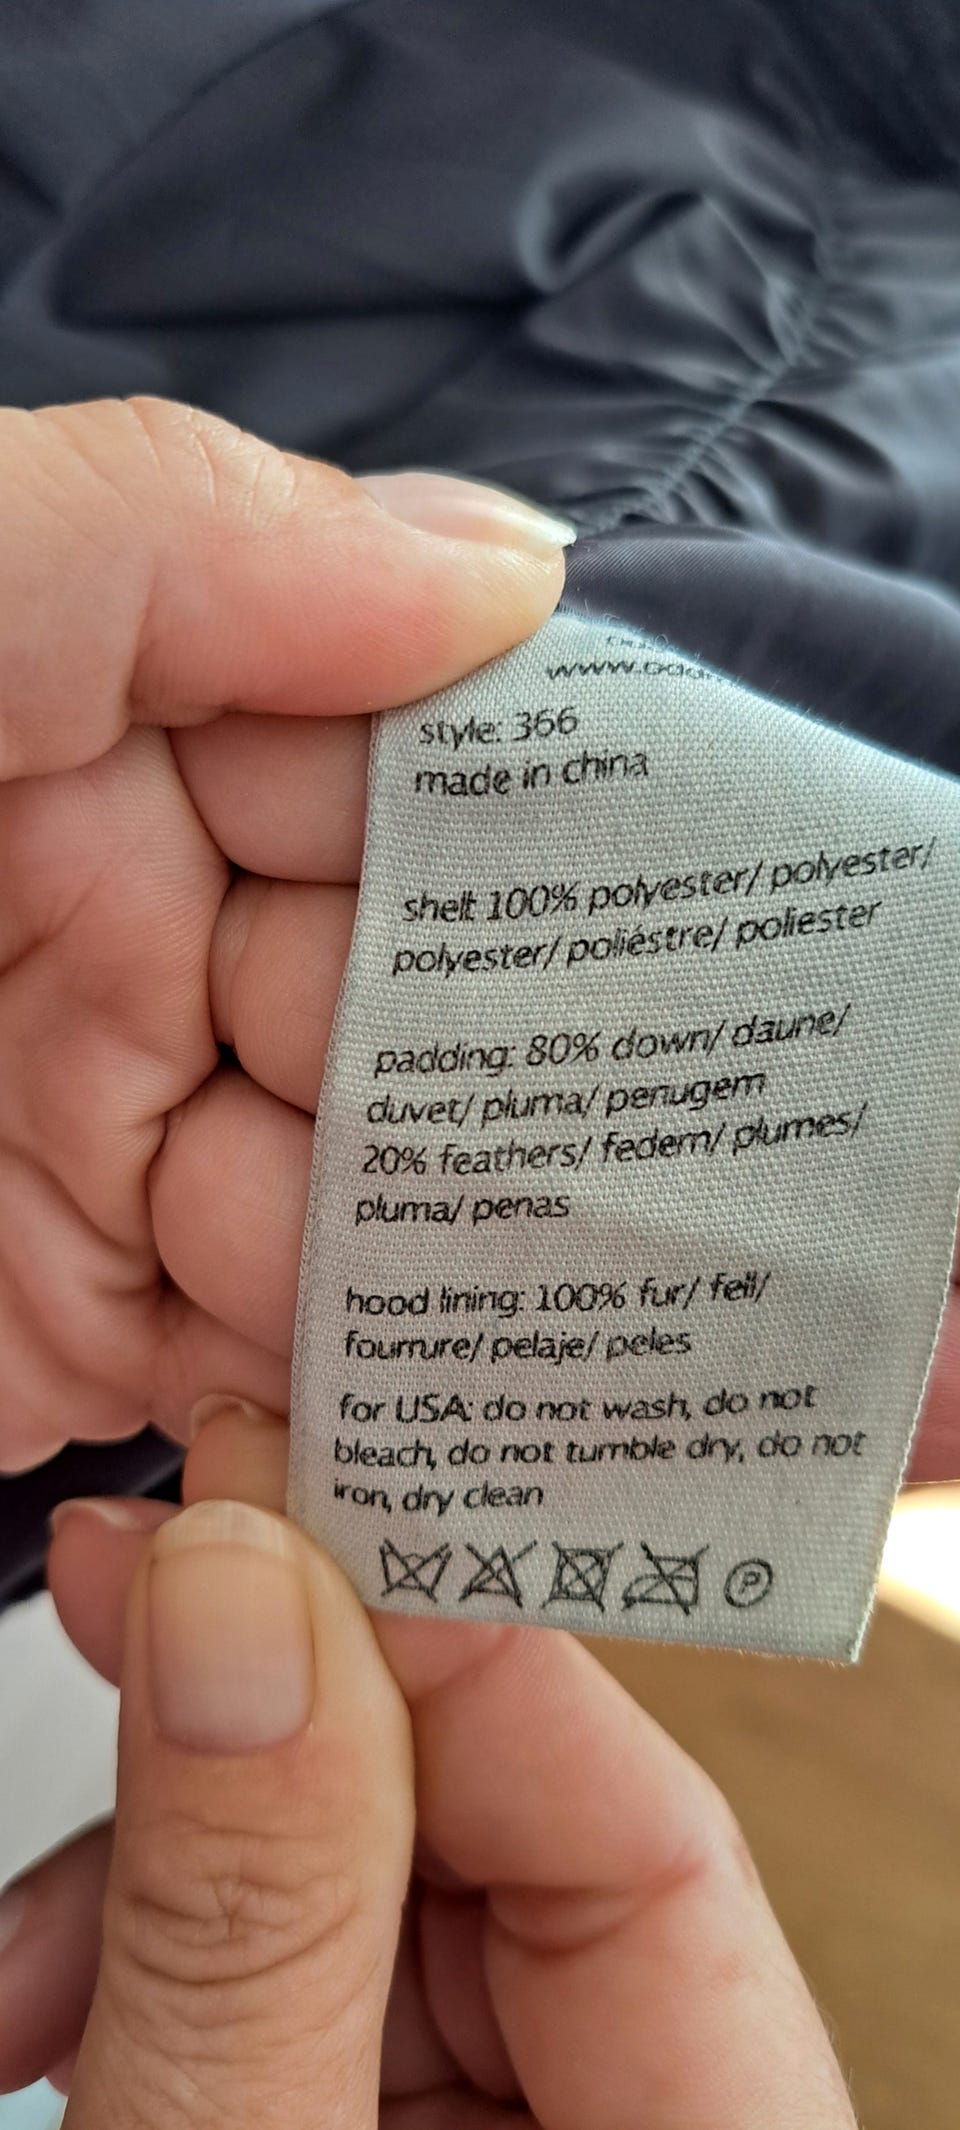 style: 366
made in china
shell: 100% polyester/ polyester/
polyester/ poliéstre/ poliester
padding: 80% down/ daune/
duvet/ pluma/ penugem
20% feathers/ federn/ plumes/
pluma/ penas
hood lining: 100% fur/ fell/
fourrure/ pelaje/ peles
for USA: do not wash, do not
bleach, do not tumble dry, do not
iron, dry clean
P